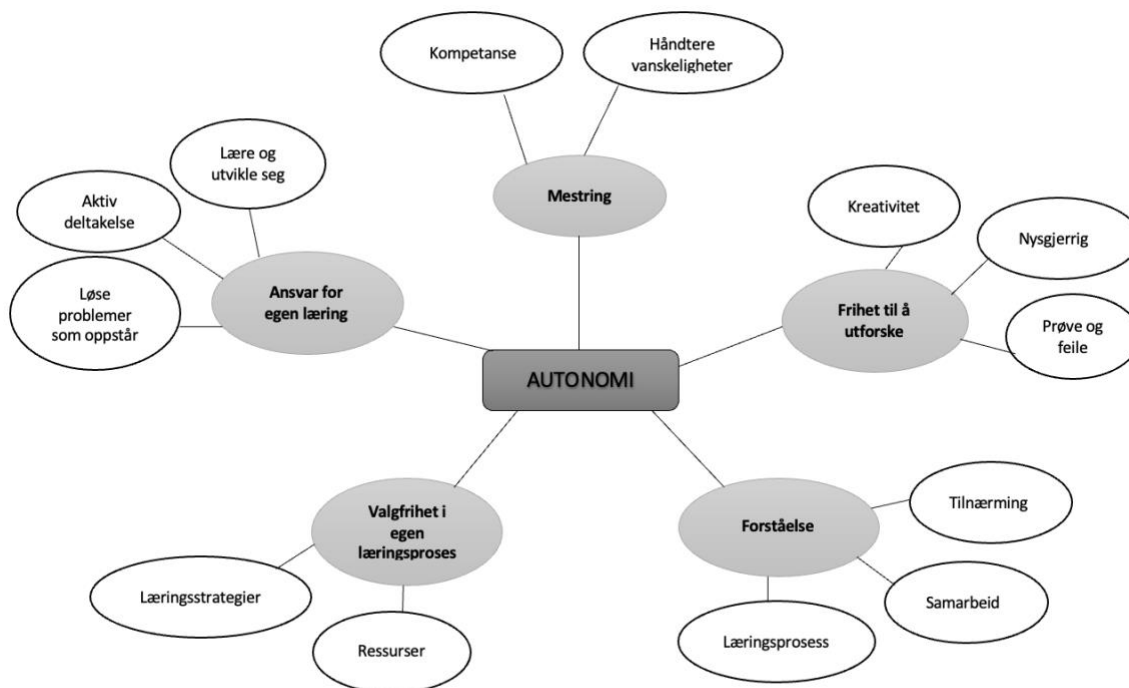 Kompetanse
Håndtere
vanskeligheter
Mestring
Lære og
utvikle seg
Aktiv
deltakelse
Løse
problemer
som oppstår
Ansvar for
egen læring
Kreativitet
Nysgjerrig
Prøve og
feile
Frihet til å
utforske
AUTONOMI
Valgfrihet i
egen
læringsproses
Læringsstrategier
Ressurser
Forståelse
Tilnærming
Samarbeid
Læringsprosess